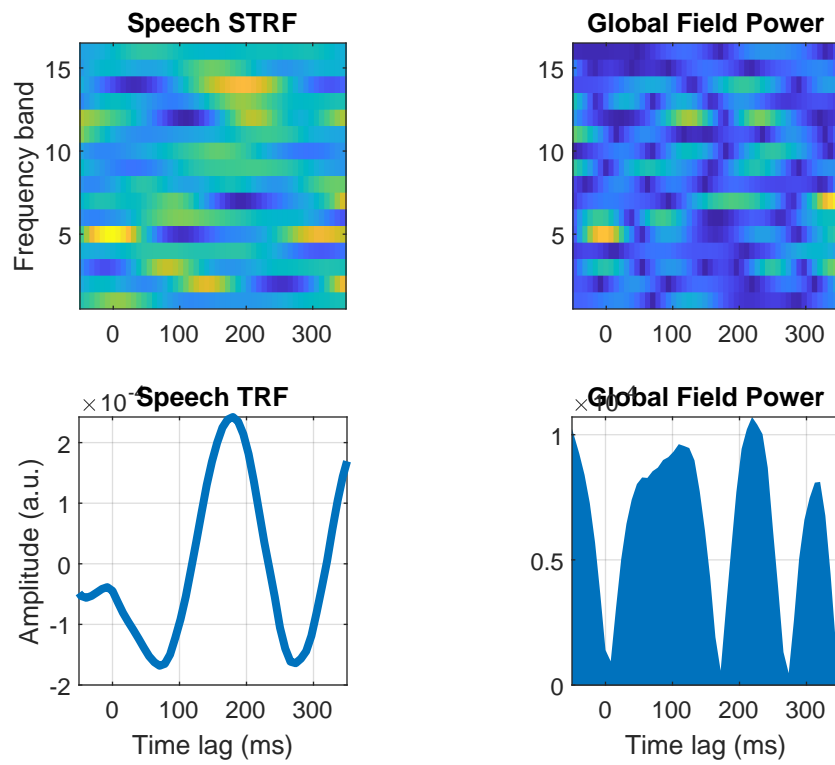 Speech STRF
Frequency band
15
10
5
0 100 200 300
Global Field Power
15
10
5
0 100 200 300
Speech TRF
× 10⁻⁴
Amplitude (a.u.)
2
1
0
-1
-2
0 100 200 300
Time lag (ms)
Global Field Power
× 10⁻⁴
1
0.5
0
0 100 200 300
Time lag (ms)